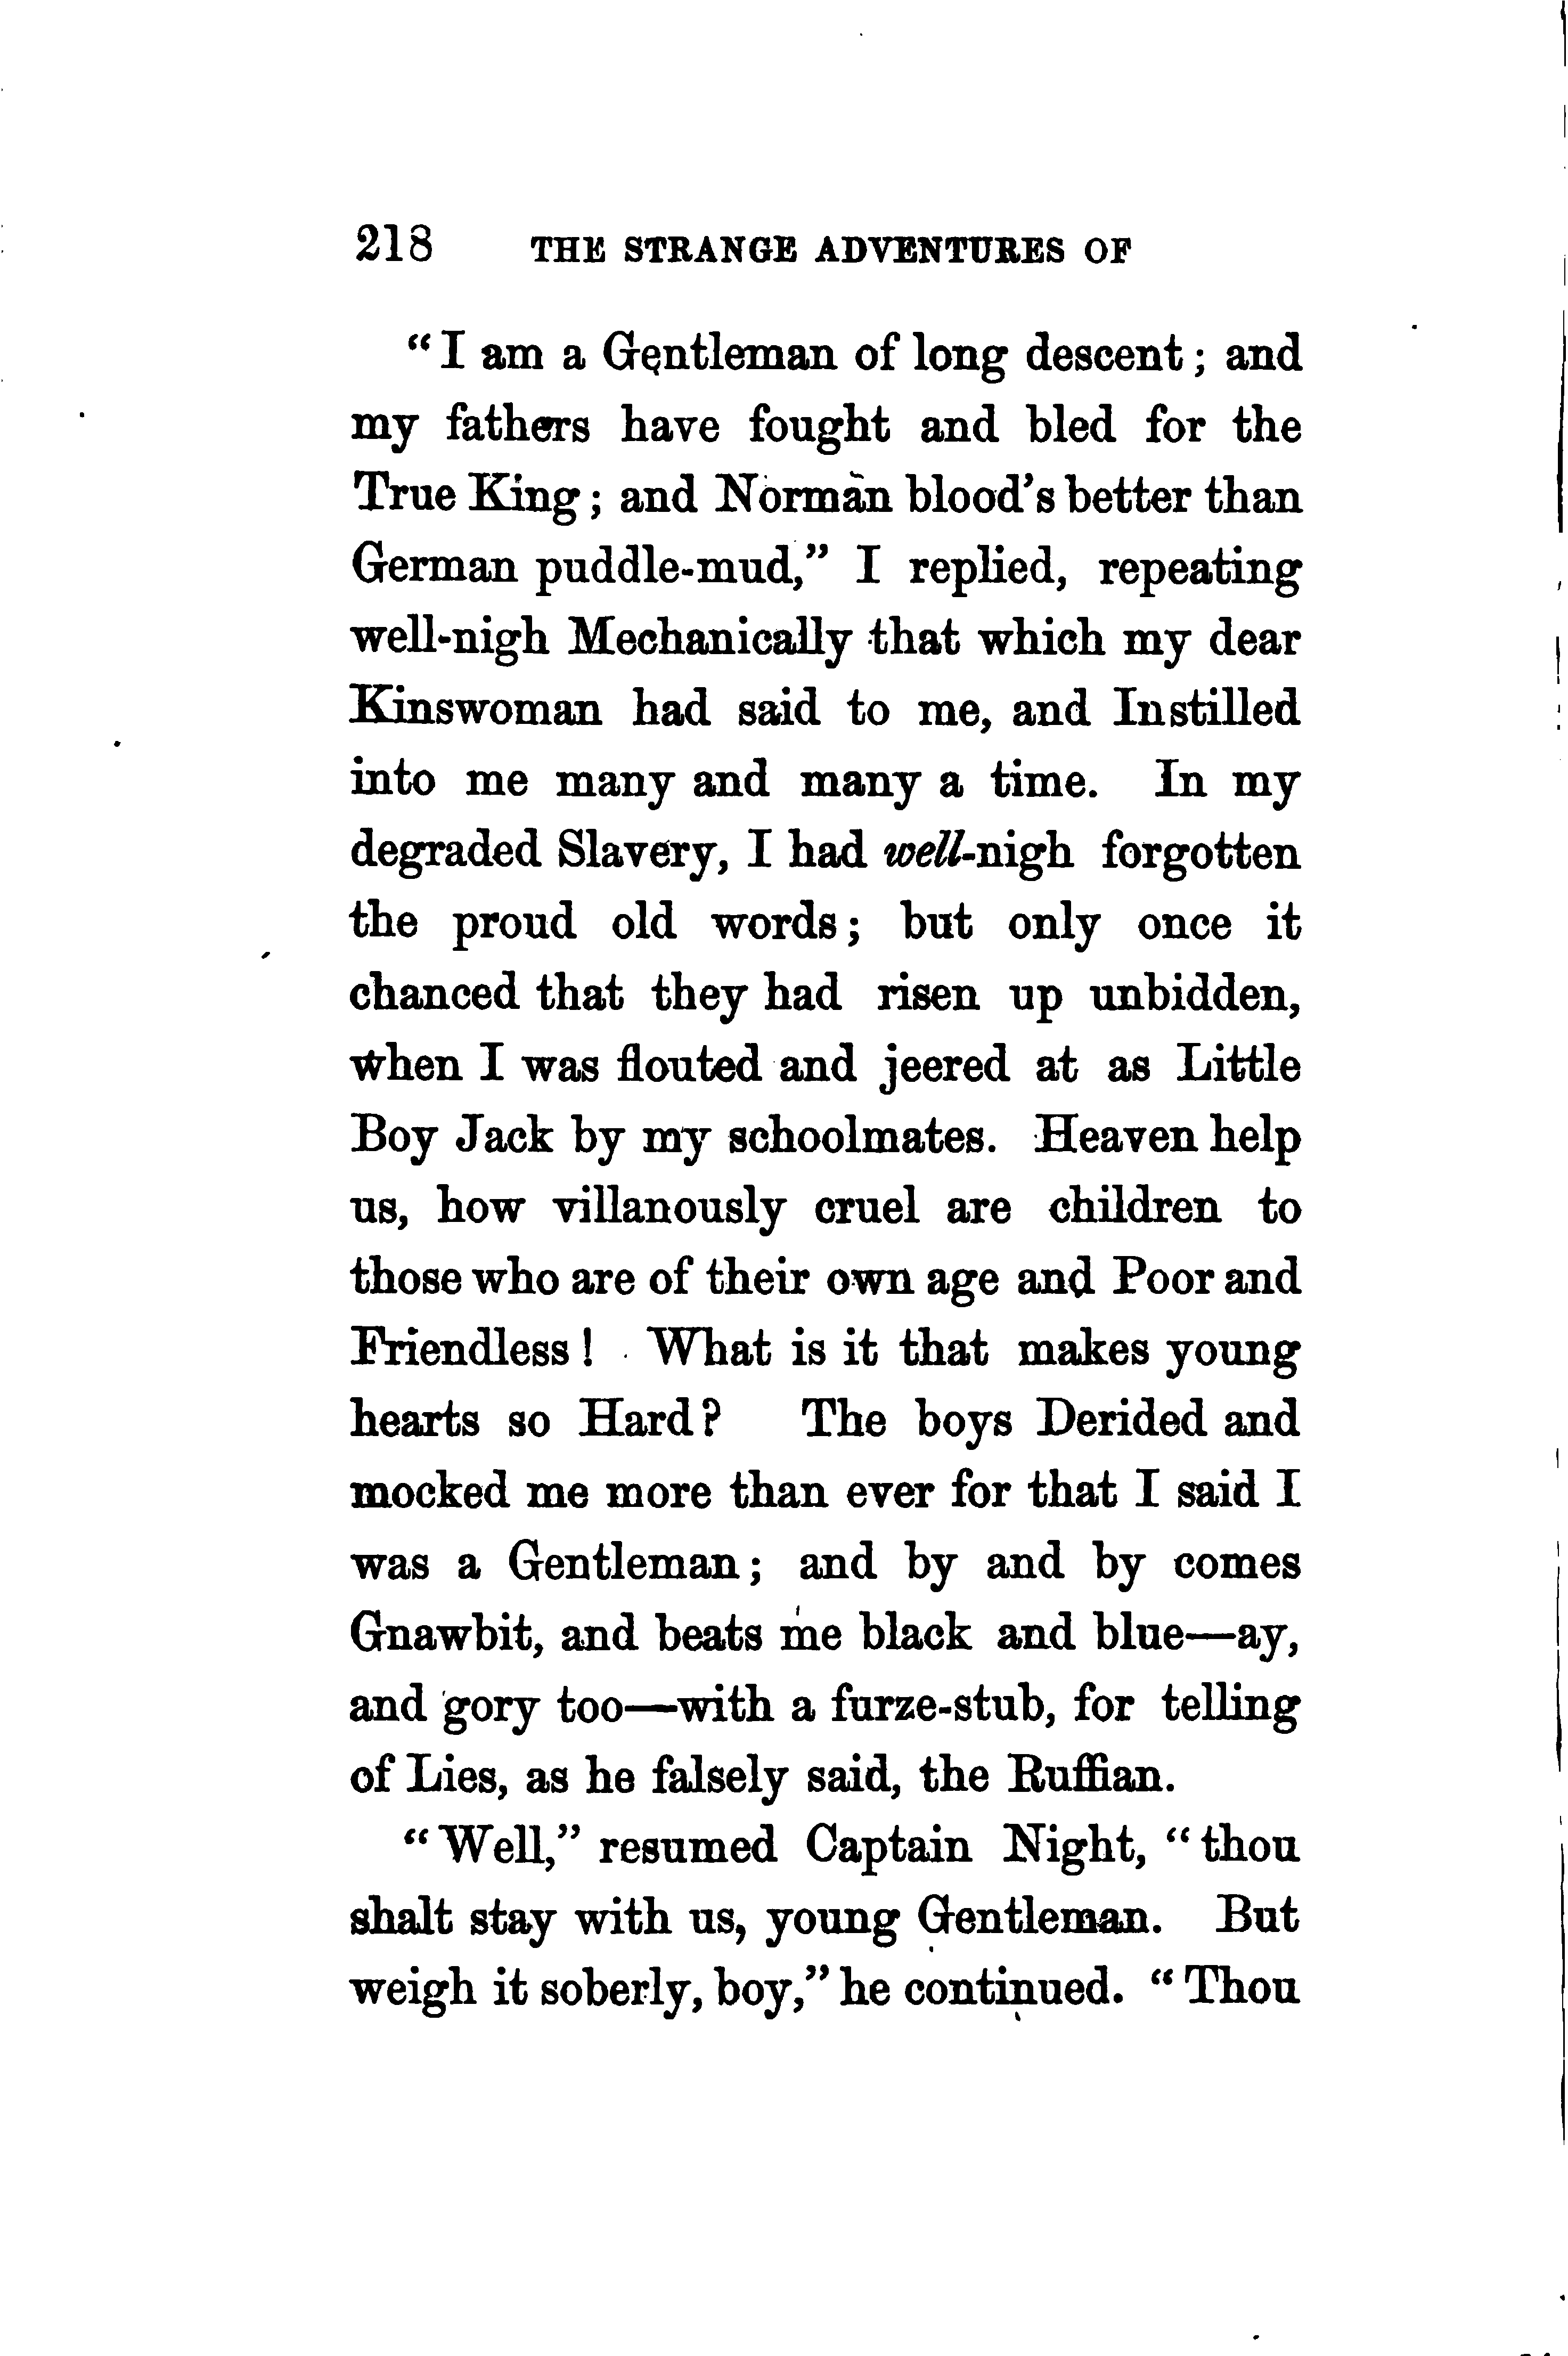 218 THE STRANGE ADVENTURES OF
“I am a Gentleman of long descent; and
my fathers have fought and bled for the
True King; and Norman blood’s better than
German puddle-mud,” I replied, repeating
well-nigh Mechanically that which my dear
Kinswoman had said to me, and Instilled
into me many and many a time. In my
degraded Slavery, I had well-nigh forgotten
the proud old words; but only once it
chanced that they had risen up unbidden,
when I was flouted and jeered at as Little
Boy Jack by my schoolmates. Heaven help
us, how villanously cruel are children to
those who are of their own age and Poor and
Friendless! What is it that makes young
hearts so Hard? The boys Derided and
mocked me more than ever for that I said I
was a Gentleman; and by and by comes
Gnawbit, and beats me black and blue—ay,
and gory too—with a furze-stub, for telling
of Lies, as he falsely said, the Ruffian.
“Well,” resumed Captain Night, “thou
shalt stay with us, young Gentleman. But
weigh it soberly, boy,” he continued. “Thou